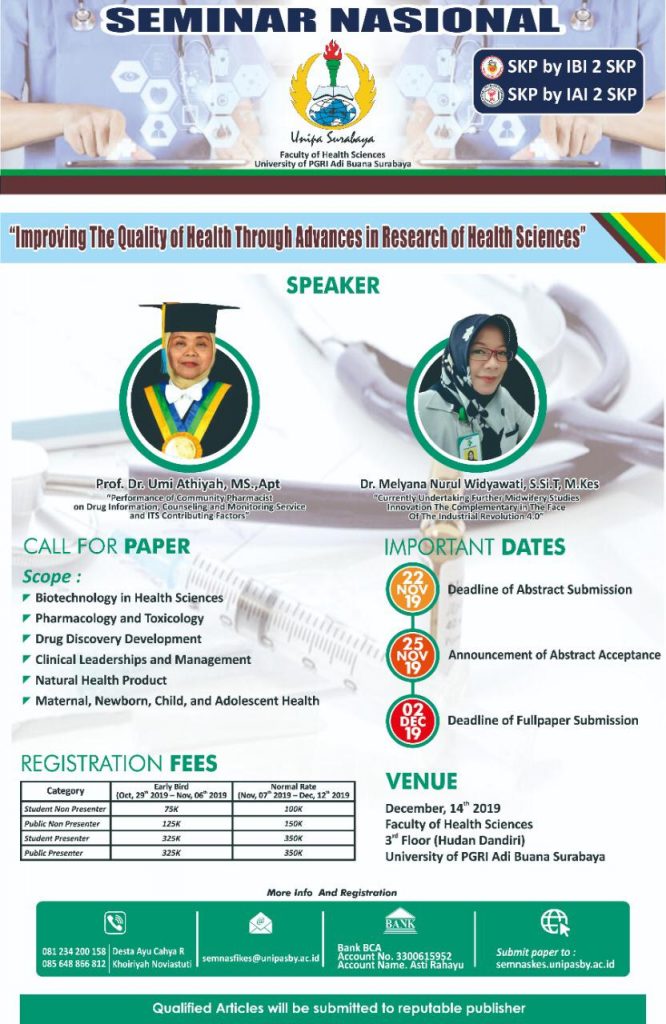 SEMINAR NASIONAL
SKP by IBI 2 SKP
SKP by IAI 2 SKP
Unipa Surabaya
Faculty of Health Sciences
University of PGRI Adi Buana Surabaya
“Improving The Quality of Health Through Advances in Research of Health Sciences”
SPEAKER
Prof. Dr. Umi Athiyah, MS.,Apt
“Performance of Community Pharmacist
on Drug Information, Counseling and Monitoring Service
and ITS Contributing Factors”
Dr. Melyana Nurul Widyawati, S.Si.T, M.Kes
“Currently Undertaking Further Midwifery Studies
Innovation The Complementary in The Face
Of The Industrial Revolution 4.0”
CALL FOR PAPER
Scope :
Biotechnology in Health Sciences
Pharmacology and Toxicology
Drug Discovery Development
Clinical Leaderships and Management
Natural Health Product
Maternal, Newborn, Child, and Adolescent Health
IMPORTANT DATES
22 NOV 19 Deadline of Abstract Submission
25 NOV 19 Announcement of Abstract Acceptance
02 DEC 19 Deadline of Fullpaper Submission
REGISTRATION FEES
Category Early Bird (Oct, 29th 2019 – Nov, 06th 2019 Normal Rate (Nov, 07th 2019 – Dec, 12th 2019
Student Non Presenter 75K 100K
Public Non Presenter 125K 150K
Student Presenter 325K 350K
Public Presenter 325K 350K
VENUE
December, 14th 2019
Faculty of Health Sciences
3rd Floor (Hudan Dandiri)
University of PGRI Adi Buana Surabaya
More Info And Registration
081 234 200 158 Desta Ayu Cahya R
085 648 866 812 Khoiriyah Noviastuti
semnasfikes@unipasby.ac.id
BANK
Bank BCA
Account No. 3300615952
Account Name. Asti Rahayu
Submit paper to :
semnaskes.unipasby.ac.id
Qualified Articles will be submitted to reputable publisher